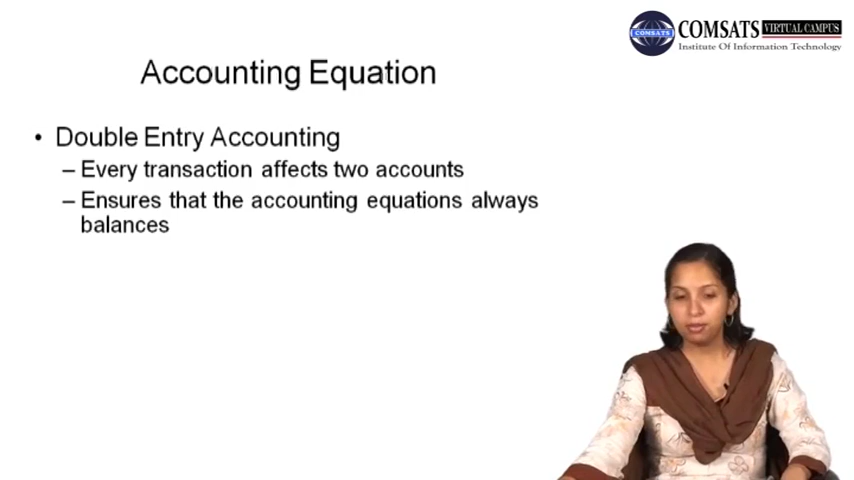 COMSATS VIRTUAL CAMPUS
COMSATS
Institute Of Information Technology
Accounting Equation
• Double Entry Accounting
– Every transaction affects two accounts
– Ensures that the accounting equations always
balances